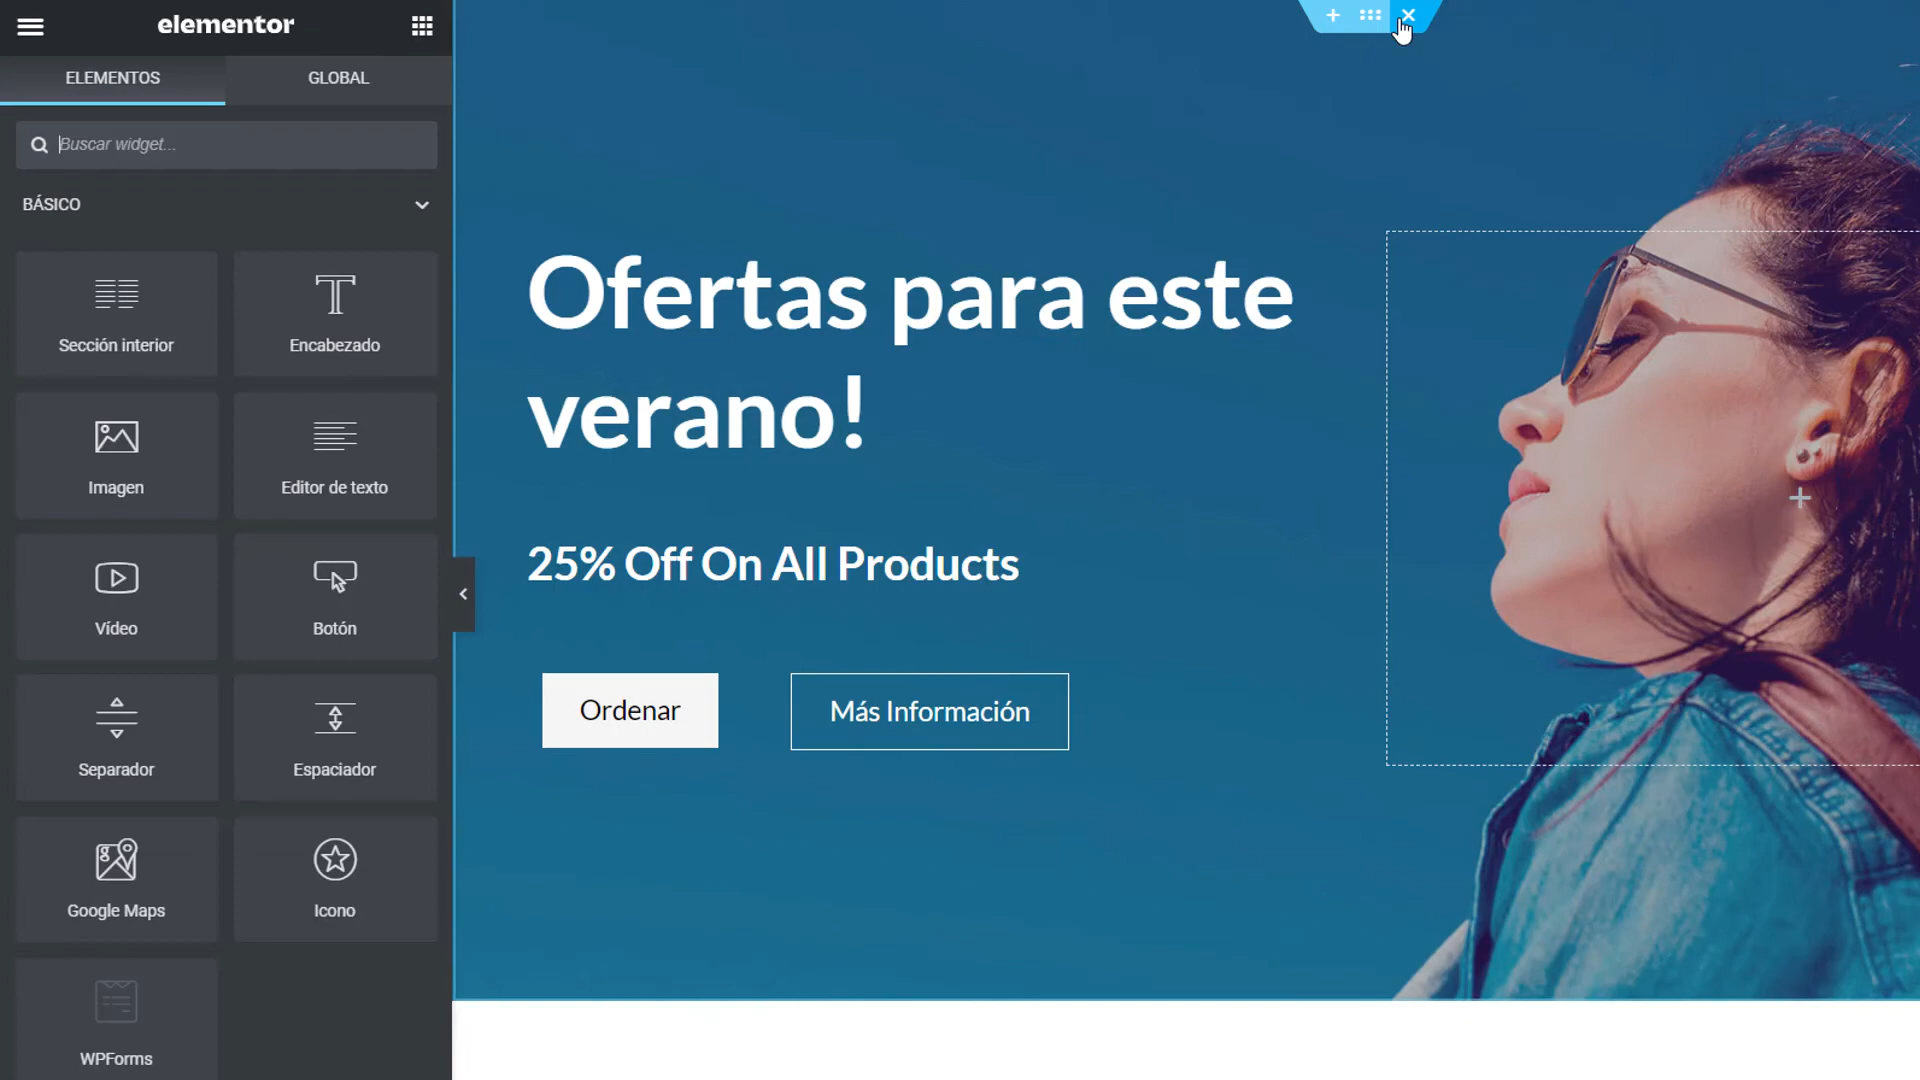 elementor
ELEMENTOS
GLOBAL
Buscar widget...
BÁSICO
Sección interior
Encabezado
Imagen
Editor de texto
Vídeo
Botón
Separador
Espaciador
Google Maps
Icono
WPForms
Ofertas para este
verano!
25% Off On All Products
Ordenar
Más Información